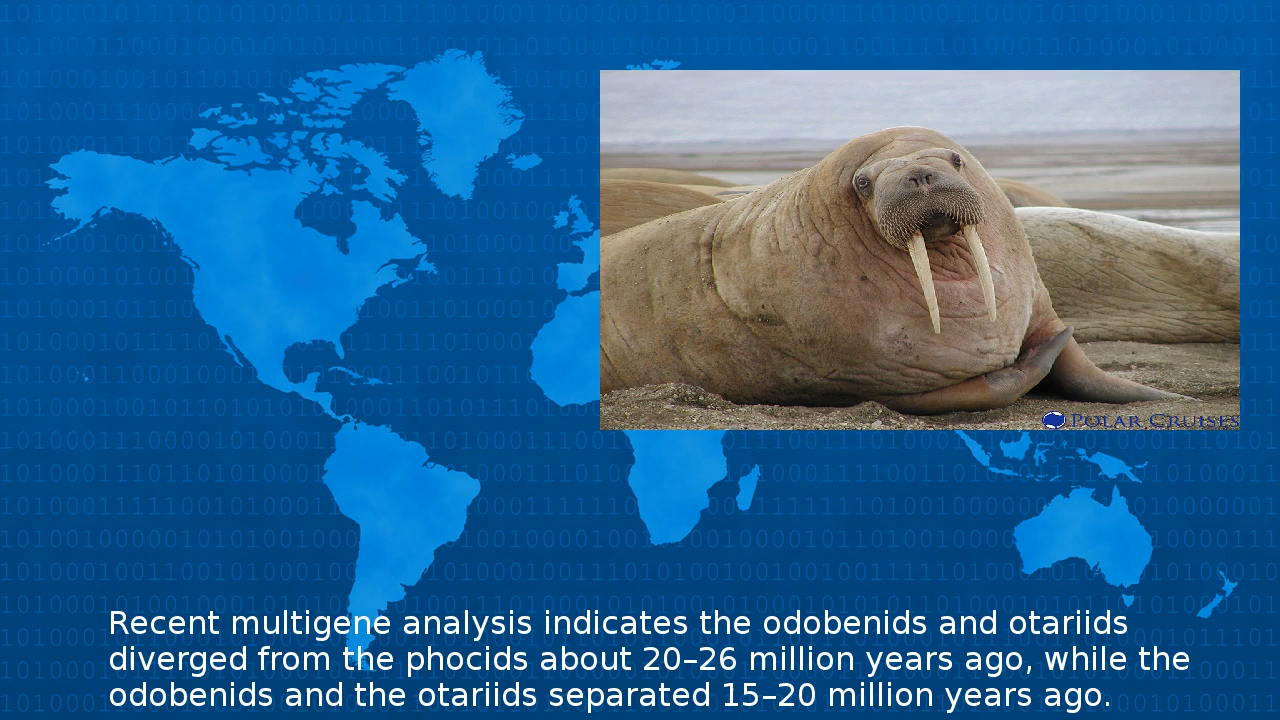 POLAR CRUISES
Recent multigene analysis indicates the odobenids and otariids
diverged from the phocids about 20–26 million years ago, while the
odobenids and the otariids separated 15–20 million years ago.